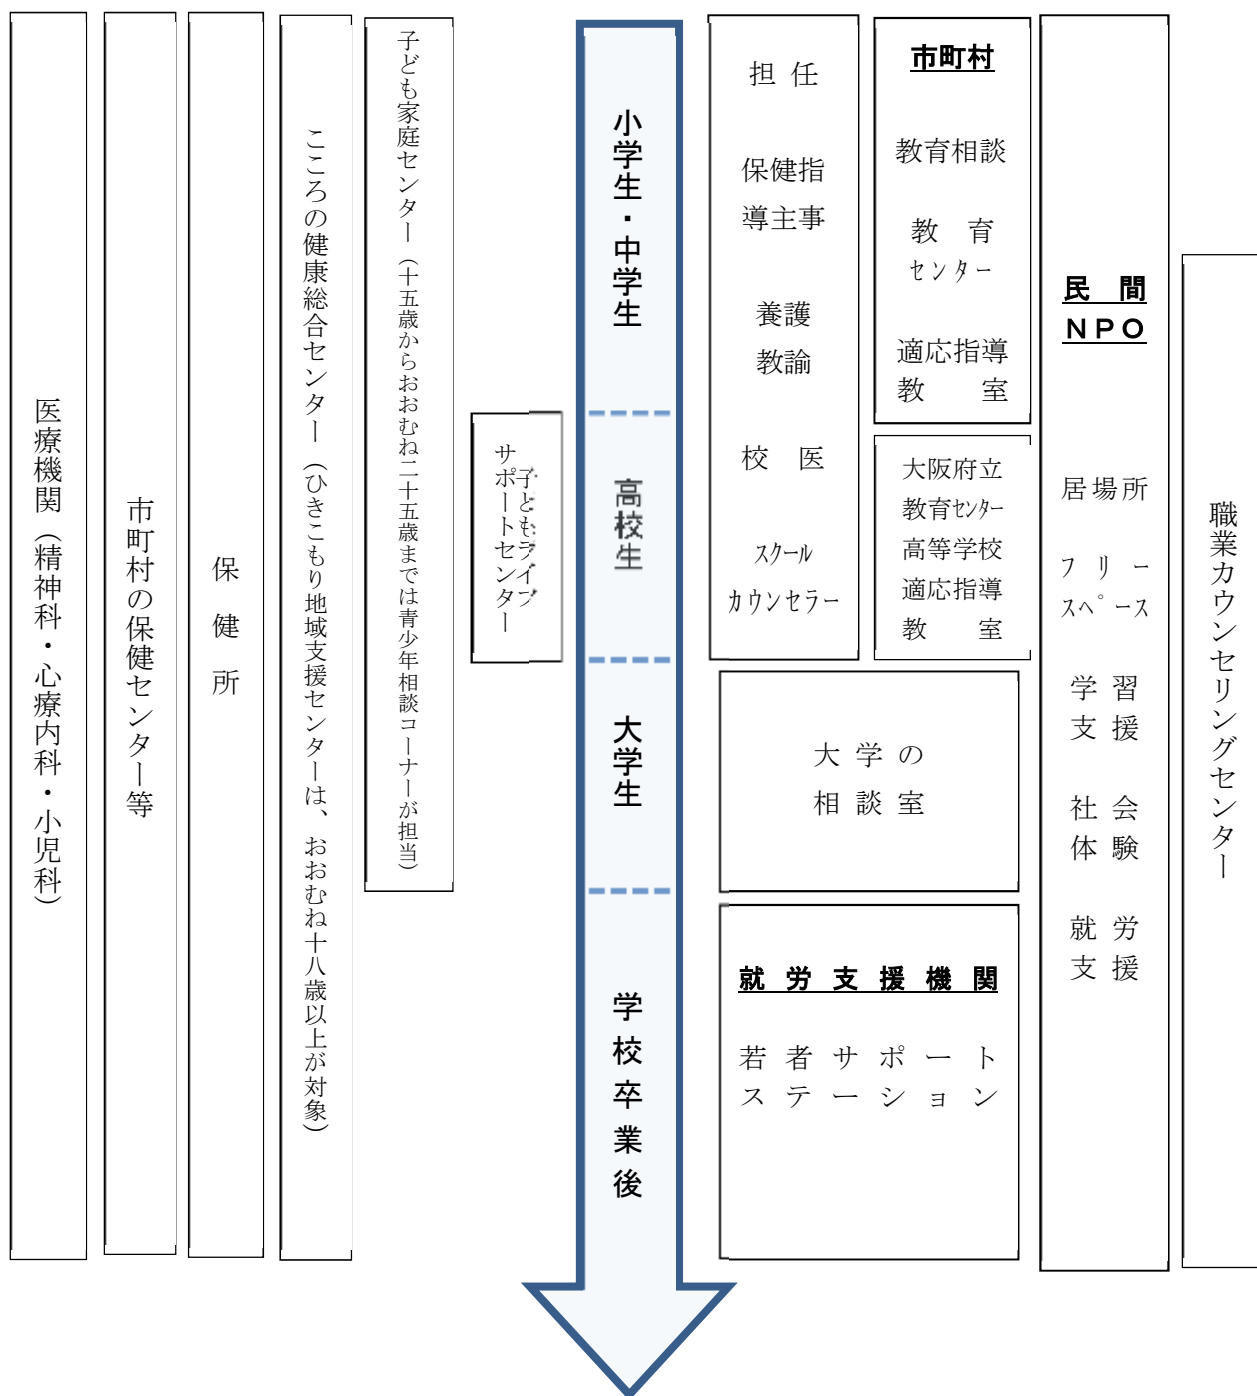 医療機関（精神科・心療内科・小児科）
市町村の保健センター等
保健所
こころの健康総合センター（ひきこもり地域支援センターは、おおむね十八歳以上が対象）
子ども家庭センター（十五歳からおおむね二十五歳までは青少年相談コーナーが担当）
子どもライフ
サポートセンター
小学生・中学生
高校生
大学生
学校卒業後
担任
保健指
導主事
養護
教諭
校医
スクール
カウンセラー
市町村
教育相談
教育
センター
適応指導
教室
大阪府立
教育センター
高等学校
適応指導
教室
大学の
相談室
就労支援機関
若者サポート
ステーション
民間
ＮＰＯ
居場所
フリー
スペース
学習
支援
社会
体験
就労
支援
職業カウンセリングセンター